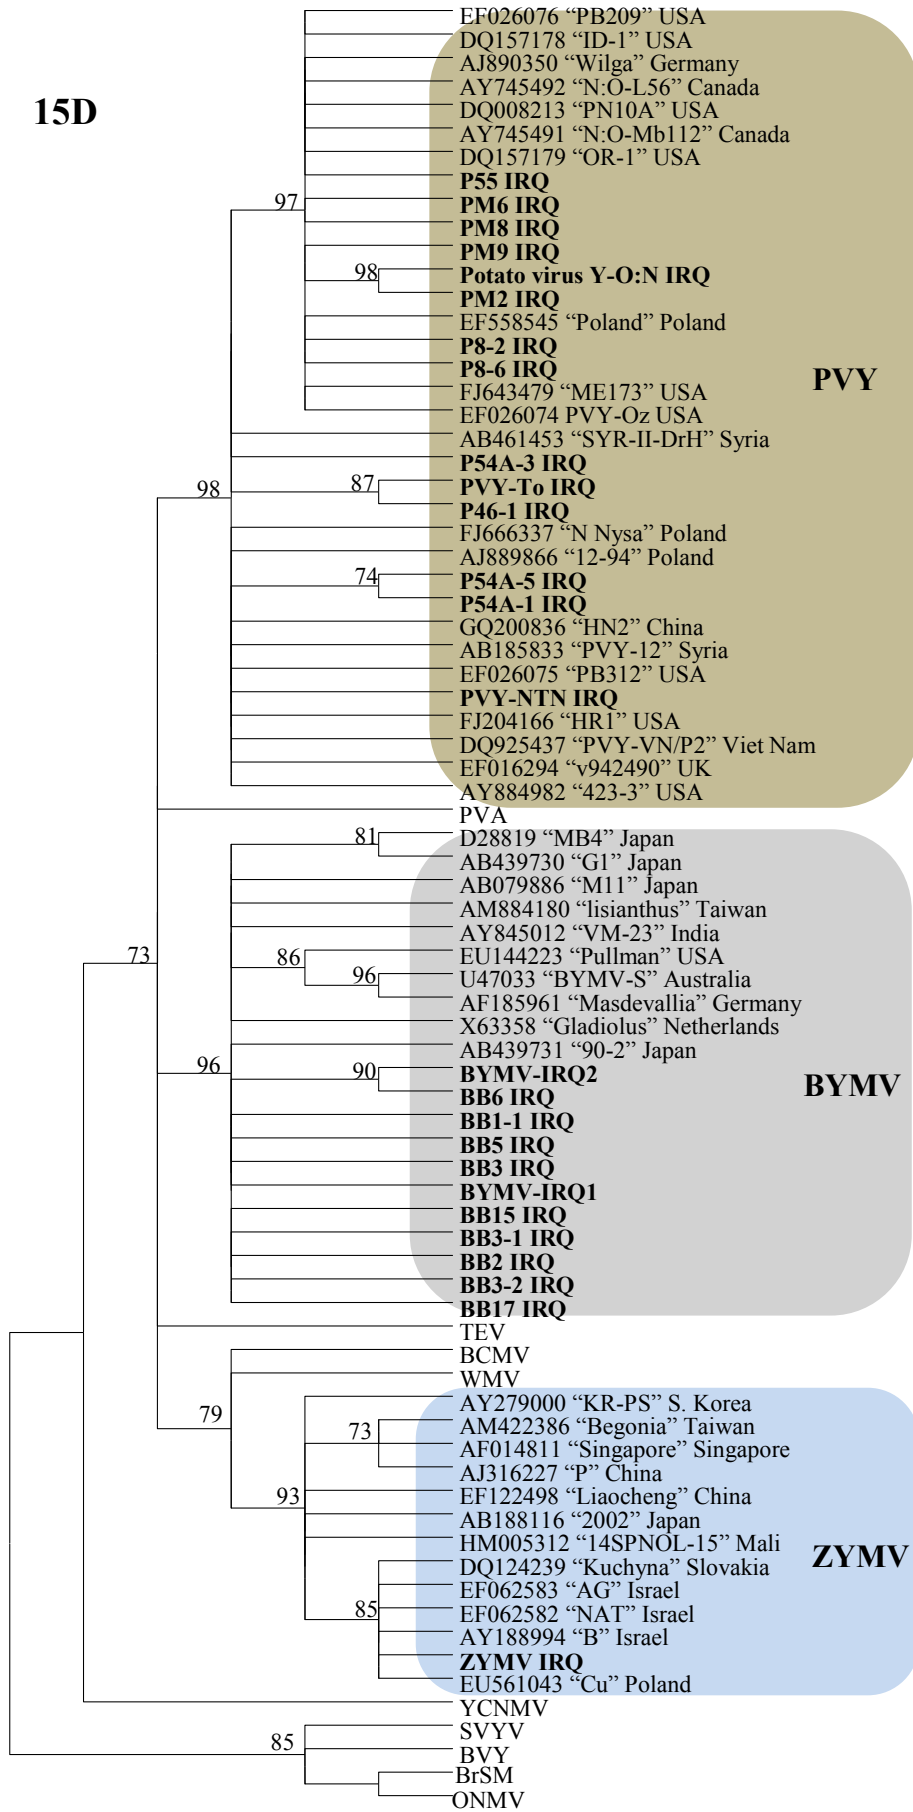 EF026076 “PB209” USA
DQ157178 “ID-1” USA
AJ890350 “Wilga” Germany
AY745492 “N:O-L56” Canada
15D
DQ008213 “PN10A” USA
AY745491 “N:O-Mb112” Canada
DQ157179 “OR-1” USA
P55 IRQ
97
PM6 IRQ
PM8 IRQ
PM9 IRQ
98
Potato virus Y-O:N IRQ
PM2 IRQ
EF558545 “Poland” Poland
P8-2 IRQ
P8-6 IRQ
PVY
FJ643479 “ME173” USA
EF026074 PVY-Oz USA
AB461453 “SYR-II-DrH” Syria
P54A-3 IRQ
98
87
PVY-To IRQ
P46-1 IRQ
FJ666337 “N Nysa” Poland
AJ889866 “12-94” Poland
74
P54A-5 IRQ
P54A-1 IRQ
GQ200836 “HN2” China
AB185833 “PVY-12” Syria
EF026075 “PB312” USA
PVY-NTN IRQ
FJ204166 “HR1” USA
DQ925437 “PVY-VN/P2” Viet Nam
EF016294 “v942490” UK
AY884982 “423-3” USA
PVA
81
D28819 “MB4” Japan
AB439730 “G1” Japan
AB079886 “M11” Japan
AM884180 “lisianthus” Taiwan
AY845012 “VM-23” India
73
86
EU144223 “Pullman” USA
96
U47033 “BYMV-S” Australia
AF185961 “Masdevallia” Germany
X63358 “Gladiolus” Netherlands
AB439731 “90-2” Japan
96
90
BYMV-IRQ2
BYMV
BB6 IRQ
BB1-1 IRQ
BB5 IRQ
BB3 IRQ
BYMV-IRQ1
BB15 IRQ
BB3-1 IRQ
BB2 IRQ
BB3-2 IRQ
BB17 IRQ
TEV
BCMV
WMV
AY279000 “KR-PS” S. Korea
79
AM422386 “Begonia” Taiwan
73
AF014811 “Singapore” Singapore
AJ316227 “P” China
93
EF122498 “Liaocheng” China
AB188116 “2002” Japan
HM005312 “14SPNOL-15” Mali
ZYMV
DQ124239 “Kuchyna” Slovakia
EF062583 “AG” Israel
85
EF062582 “NAT” Israel
AY188994 “B” Israel
ZYMV IRQ
EU561043 “Cu” Poland
YCNMV
SVYV
85
BVY
BrSM
ONMV